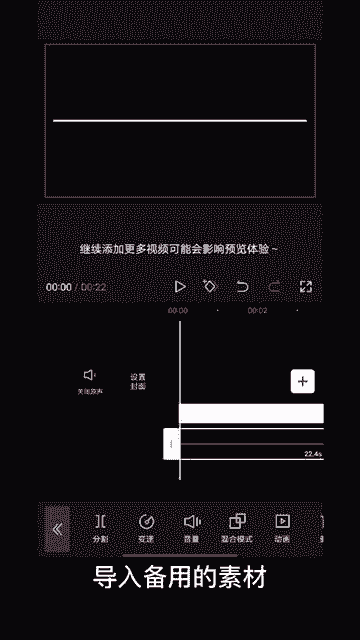 继续添加更多视频可能会影响预览体验~
00:00 / 00:22
00:00
00:02
关闭原声
设置
封面
22.4s
分割
变速
音量
混合模式
动画
导入备用的素材